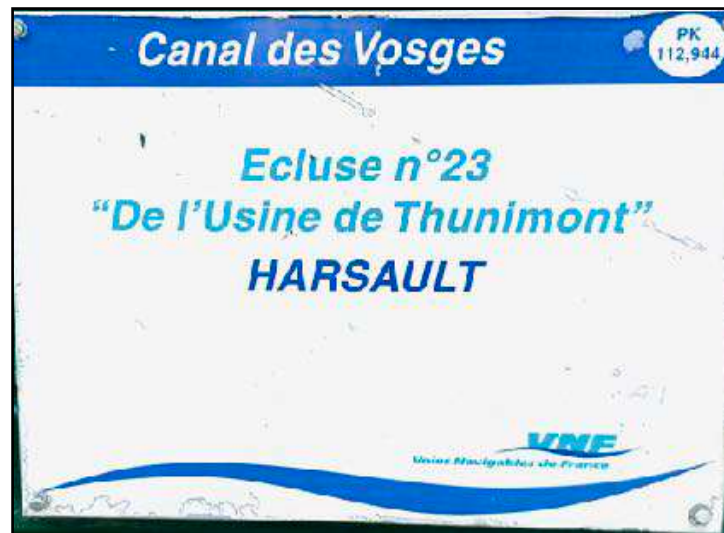 Canal des Vosges
PK
112,944
Ecluse n°23
“De l'Usine de Thunimont”
HARSAULT
VNF
Voies Navigables de France